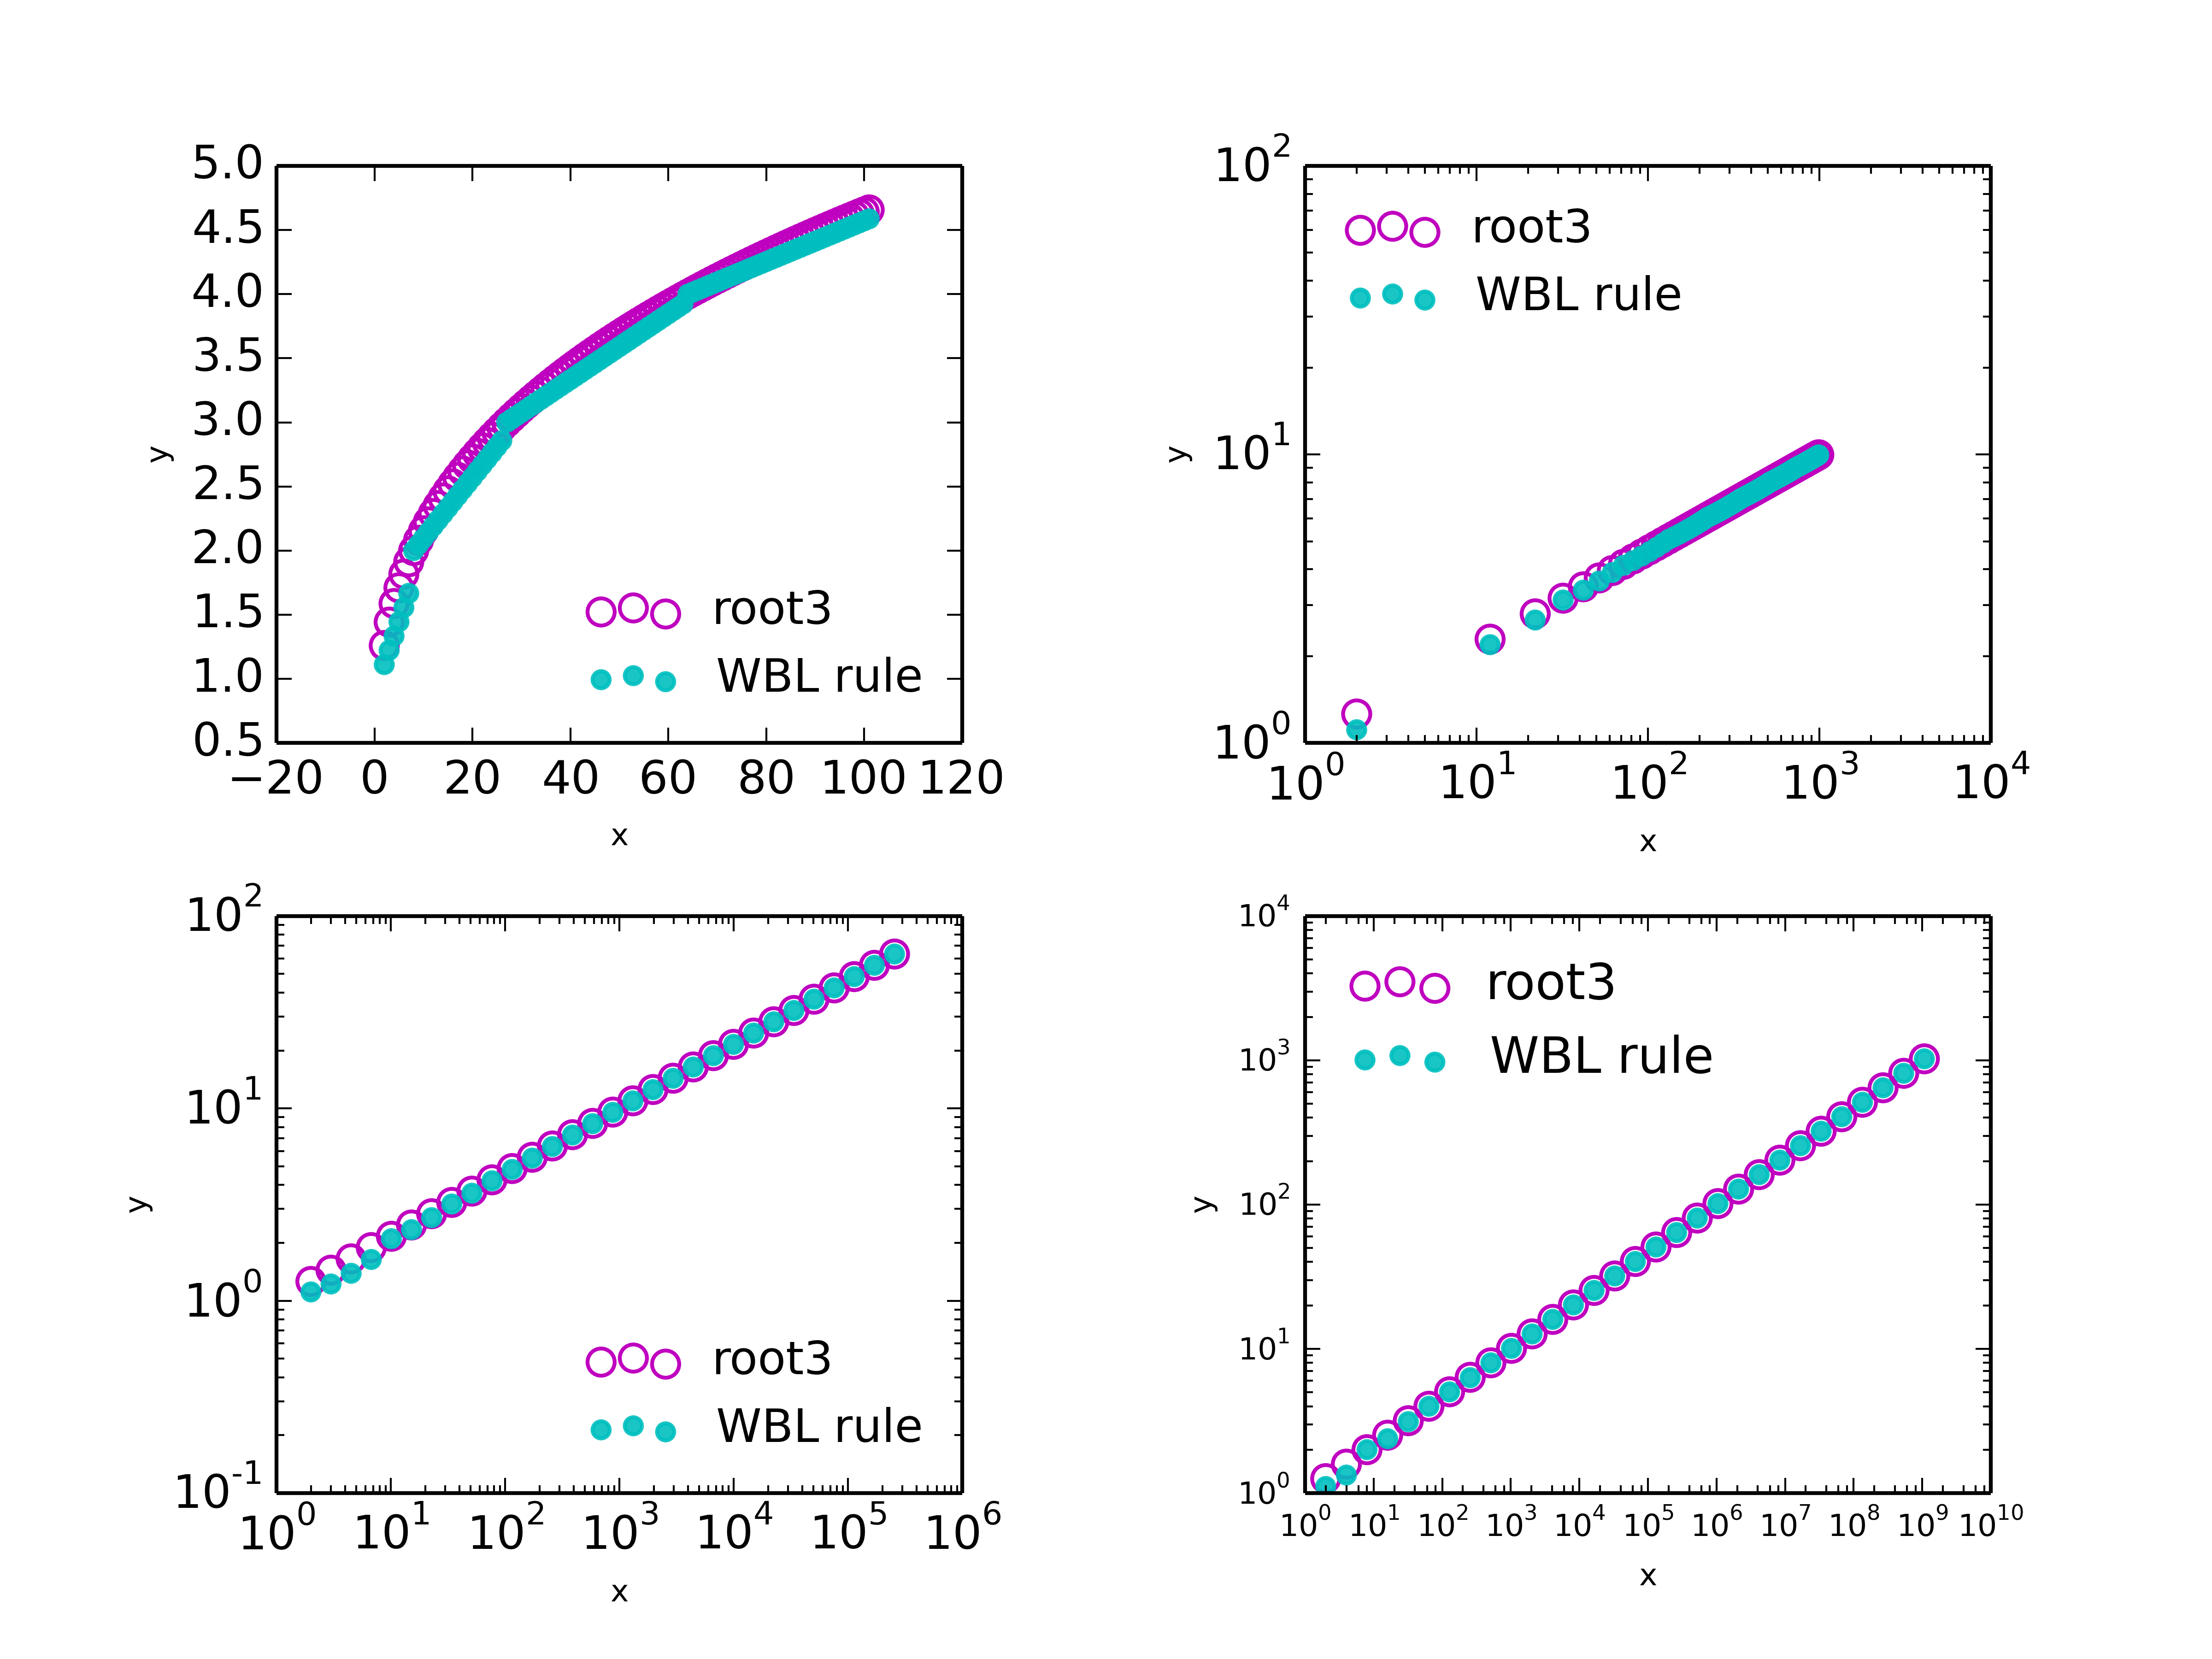 5.0
4.5
4.0
3.5
3.0
2.5
2.0
1.5
1.0
0.5
y
root3
WBL rule
−20 0 20 40 60 80 100 120
x
10^2
10^1
10^0
y
root3
WBL rule
10^0 10^1 10^2 10^3 10^4
x
10^2
10^1
10^0
10^-1
y
root3
WBL rule
10^0 10^1 10^2 10^3 10^4 10^5 10^6
x
10^4
10^3
10^2
10^1
10^0
y
root3
WBL rule
10^0 10^1 10^2 10^3 10^4 10^5 10^6 10^7 10^8 10^9 10^10
x